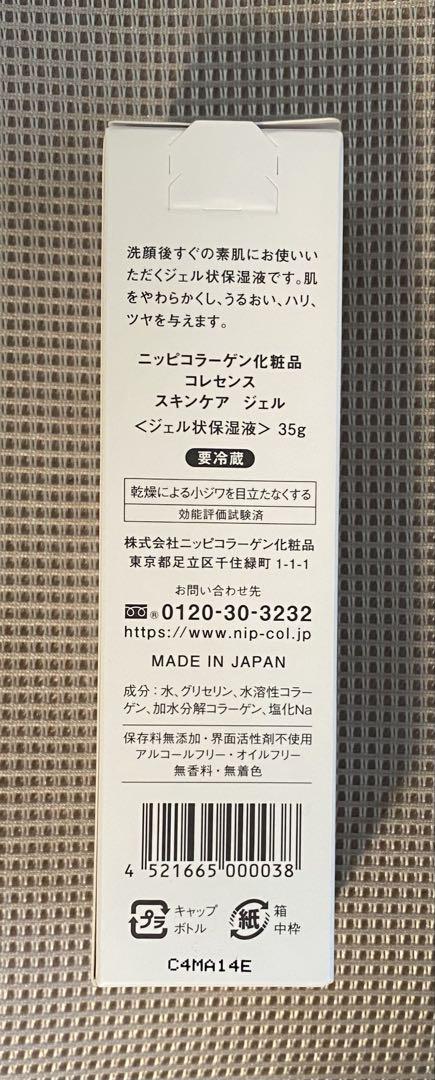 洗顔後すぐの素肌にお使いい
ただくジェル状保湿液です。肌
をやわらかくし、うるおい、ハリ、
ツヤを与えます。
ニッピコラーゲン化粧品
コレセンス
スキンケア ジェル
＜ジェル状保湿液＞ 35g
要冷蔵
乾燥による小ジワを目立たなくする
効能評価試験済
株式会社ニッピコラーゲン化粧品
東京都足立区千住緑町 1-1-1
お問い合わせ先
® 0120-30-3232
https://www.nip-col.jp
MADE IN JAPAN
成分：水、グリセリン、水溶性コラー
ゲン、加水分解コラーゲン、塩化Na
保存料無添加・界面活性剤不使用
アルコールフリー・オイルフリー
無香料・無着色
4 521665 000038
プラ キャップ ボトル 紙 箱 中枠
C4MA14E